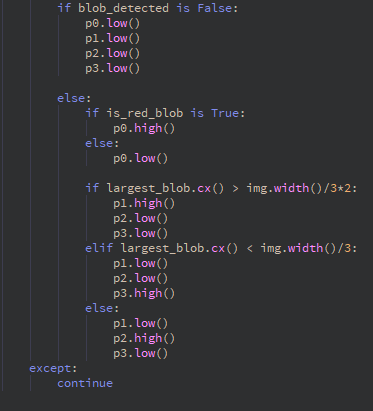 if blob_detected is False:
p0.low()
p1.low()
p2.low()
p3.low()
else:
if is_red_blob is True:
p0.high()
else:
p0.low()
if largest_blob.cx() > img.width()/3*2:
p1.high()
p2.low()
p3.low()
elif largest_blob.cx() < img.width()/3:
p1.low()
p2.low()
p3.high()
else:
p1.low()
p2.high()
p3.low()
except:
continue